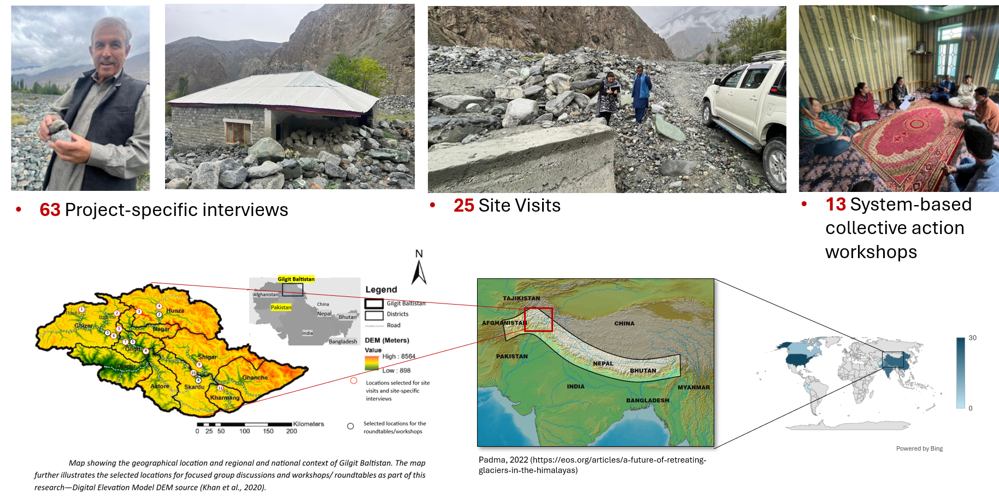 • 63 Project-specific interviews
• 25 Site Visits
• 13 System-based
collective action
workshops
N
Gilgit Baltistan
Afghanistan
Pakistan
China
Nepal
Bhutan
India
Bangladesh
Legend
Gilgit Baltistan
Districts
Road
DEM (Meters)
Value
High : 8564
Low : 898
Locations selected for site
visits and site-specific
interviews
Selected locations for the
roundtables/workshops
1
2
3
4
2
Hunza
Ghizer
3
5
6
7
1
Nagar
Gilgit
8
Diamir
Shigar
9
10
4
Astore
Skardu
Ghanche
11
Kharmang
Kilometers
0 25 50 100 150 200
Map showing the geographical location and regional and national context of Gilgit Baltistan. The map
further illustrates the selected locations for focused group discussions and workshops/ roundtables as part of this
research—Digital Elevation Model DEM source (Khan et al., 2020).
TAJIKISTAN
AFGHANISTAN
CHINA
PAKISTAN
NEPAL
BHUTAN
INDIA
MYANMAR
BANGLADESH
Padma, 2022 (https://eos.org/articles/a-future-of-retreating-
glaciers-in-the-himalayas)
30
0
Powered by Bing